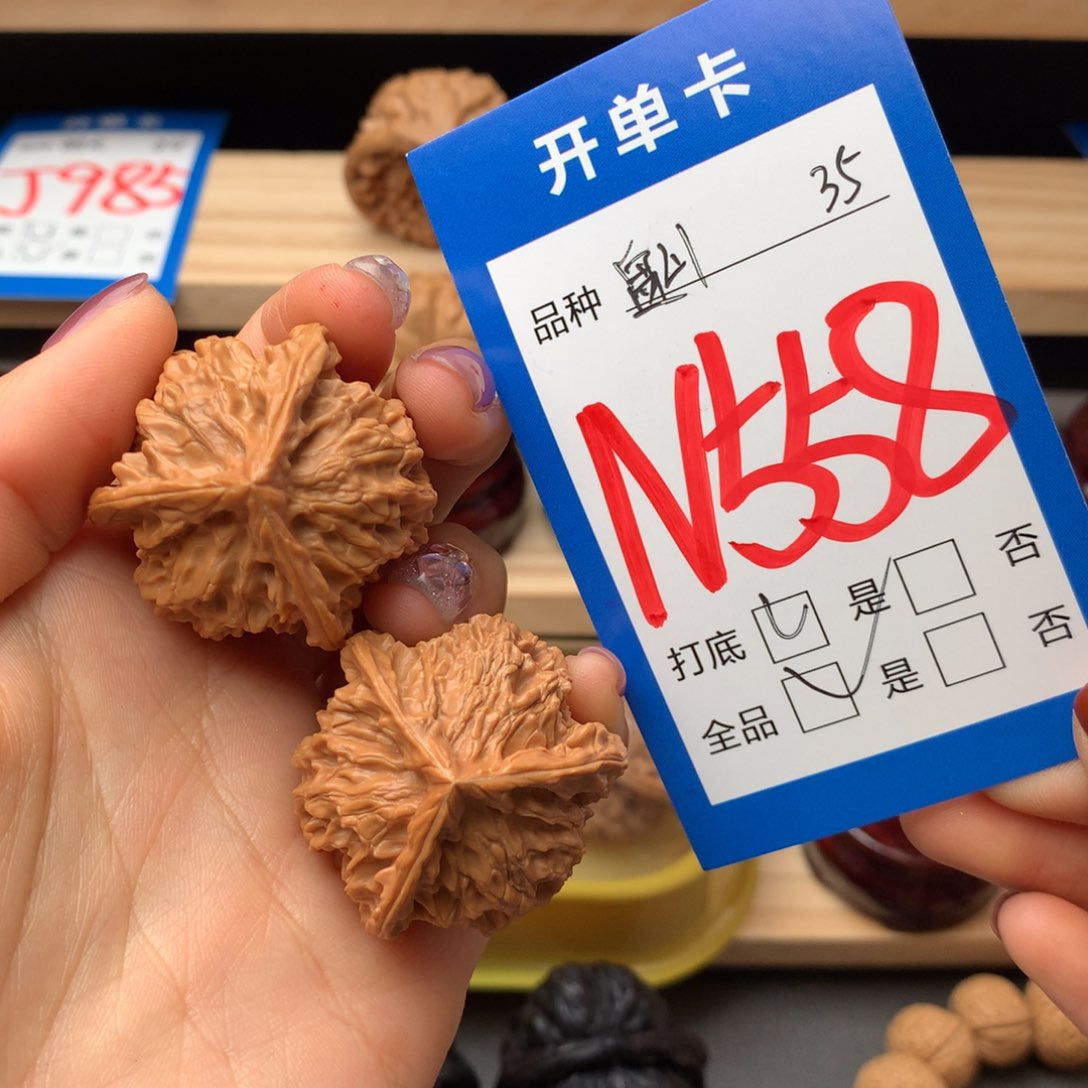 开单卡
35
品种
N558
打底 是 否
全品 是 否
J985